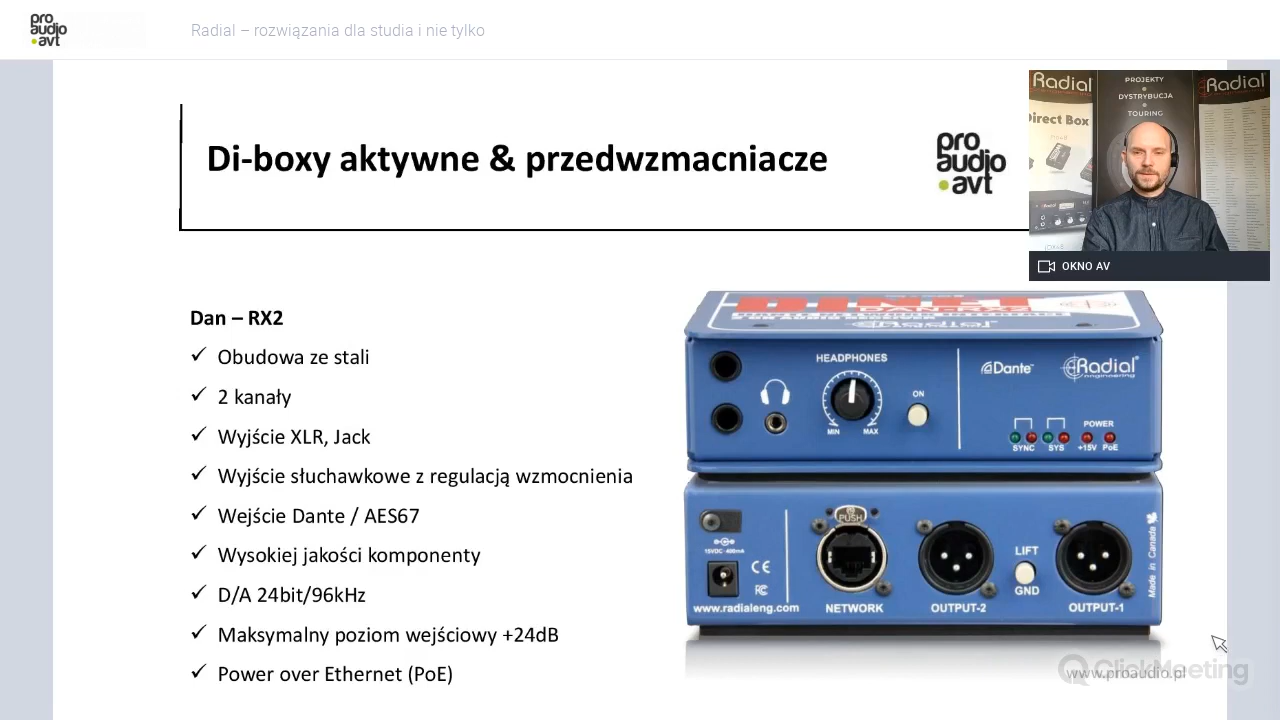 pro
audio
.avt
Radial – rozwiązania dla studia i nie tylko
Di-boxy aktywne & przedwzmacniacze
pro
audio
.avt
Radial
PROJEKTY
DYSTRYBUCJA
TOURING
Radial
Direct Box
OKNO AV
Dan – RX2
✓ Obudowa ze stali
✓ 2 kanały
✓ Wyjście XLR, Jack
✓ Wyjście słuchawkowe z regulacją wzmocnienia
✓ Wejście Dante / AES67
✓ Wysokiej jakości komponenty
✓ D/A 24bit/96kHz
✓ Maksymalny poziom wejściowy +24dB
✓ Power over Ethernet (PoE)
HEADPHONES
MIN MAX
ON
Dante™
Radial®
engineering
POWER
SYNC SYS +15V PoE
PUSH
15VDC 400mA
CE
FC
LIFT
GND
Made in Canada
www.radialeng.com NETWORK OUTPUT-2 OUTPUT-1
ClickMeeting
www.proaudio.pl